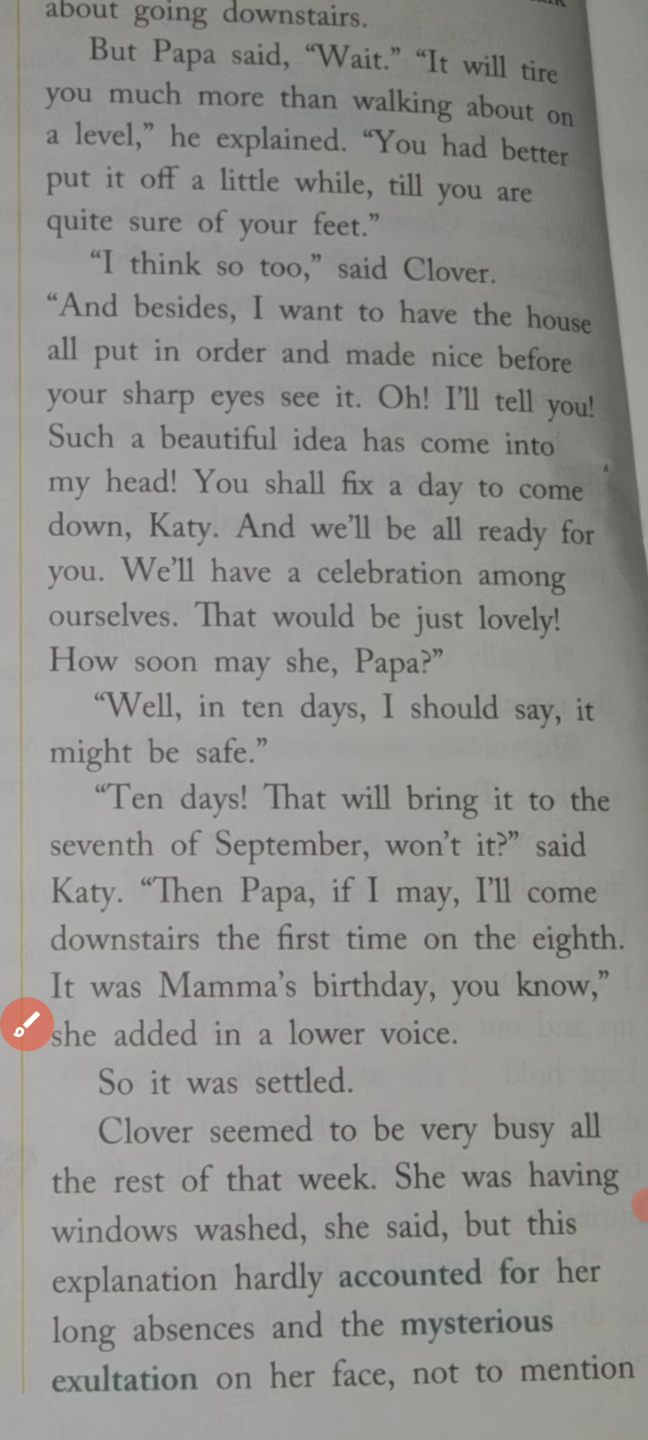 about going downstairs.
But Papa said, “Wait.” “It will tire
you much more than walking about on
a level,” he explained. “You had better
put it off a little while, till you are
quite sure of your feet.”
“I think so too,” said Clover.
“And besides, I want to have the house
all put in order and made nice before
your sharp eyes see it. Oh! I’ll tell you!
Such a beautiful idea has come into
my head! You shall fix a day to come
down, Katy. And we’ll be all ready for
you. We’ll have a celebration among
ourselves. That would be just lovely!
How soon may she, Papa?”
“Well, in ten days, I should say, it
might be safe.”
“Ten days! That will bring it to the
seventh of September, won’t it?” said
Katy. “Then Papa, if I may, I’ll come
downstairs the first time on the eighth.
It was Mamma’s birthday, you know,”
she added in a lower voice.
So it was settled.
Clover seemed to be very busy all
the rest of that week. She was having
windows washed, she said, but this
explanation hardly accounted for her
long absences and the mysterious
exultation on her face, not to mention